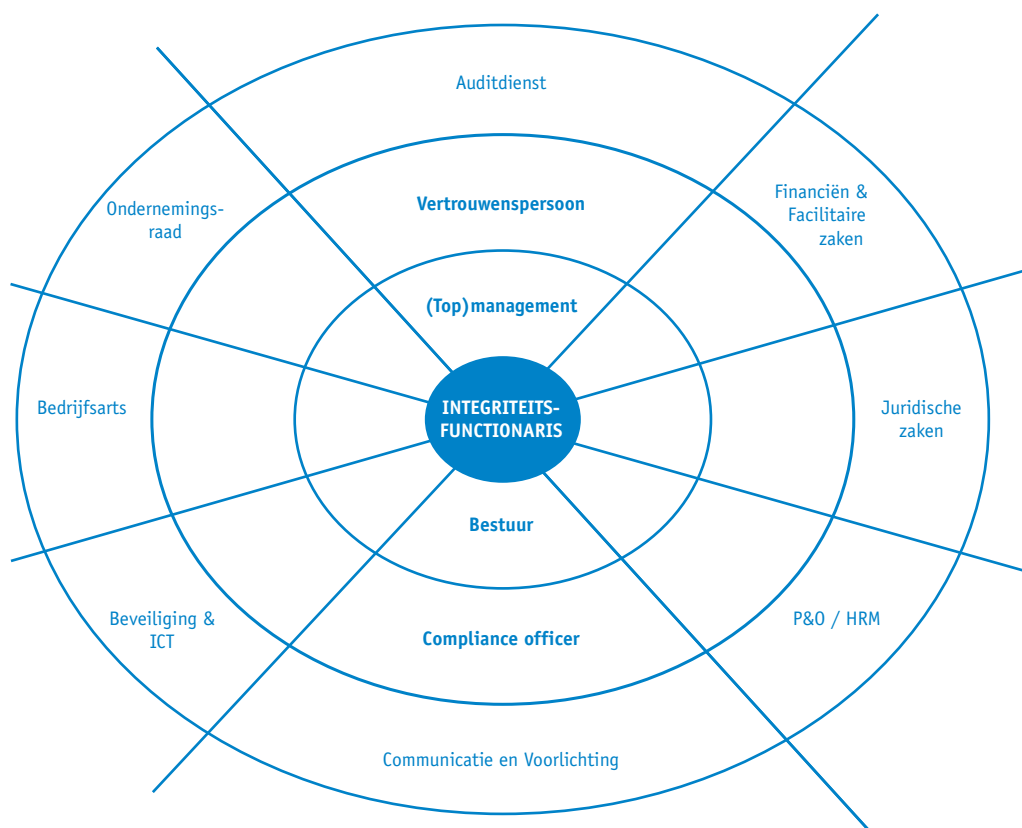 Auditdienst
Ondernemings-
raad
Vertrouwenspersoon
Financiën &
Facilitaire
zaken
(Top)management
Bedrijfsarts
INTEGRITEITS-
FUNCTIONARIS
Juridische
zaken
Bestuur
Beveiliging &
ICT
Compliance officer
P&O / HRM
Communicatie en Voorlichting